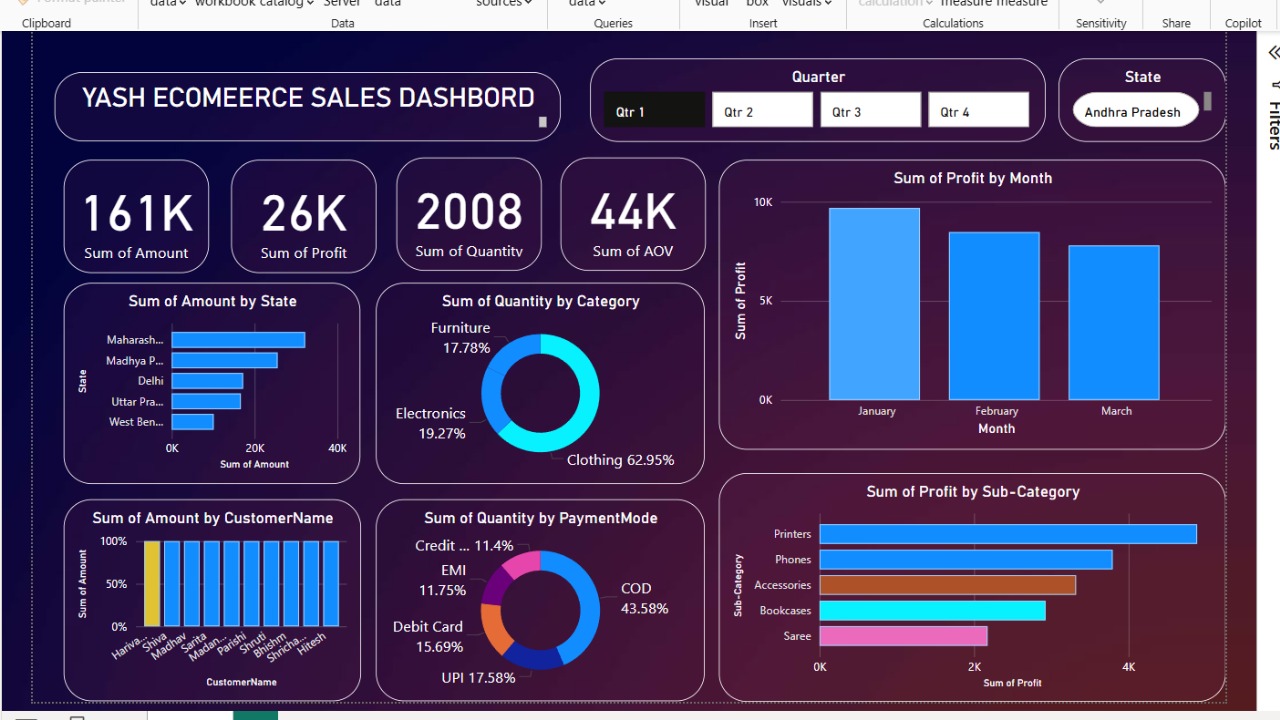 Format painter
data workbook catalog Server data sources data visual box visuals calculation measure measure
Clipboard Data Queries Insert Calculations Sensitivity Share Copilot
YASH ECOMEERCE SALES DASHBORD
Quarter
Qtr 1 Qtr 2 Qtr 3 Qtr 4
State
Andhra Pradesh
Filters
161K
Sum of Amount
26K
Sum of Profit
2008
Sum of Quantity
44K
Sum of AOV
Sum of Profit by Month
10K
5K
0K
Sum of Profit
January February March
Month
Sum of Amount by State
State
Maharash...
Madhya P...
Delhi
Uttar Pra...
West Ben...
0K 20K 40K
Sum of Amount
Sum of Quantity by Category
Furniture
17.78%
Electronics
19.27%
Clothing 62.95%
Sum of Amount by CustomerName
Sum of Amount
100%
50%
0%
Hariva... Shiva Madhav Sarita Madan... Parishi Shruti Bhishm Shricha... Hitesh
CustomerName
Sum of Quantity by PaymentMode
Credit ... 11.4%
EMI
11.75%
Debit Card
15.69%
UPI 17.58%
COD
43.58%
Sum of Profit by Sub-Category
Sub-Category
Printers
Phones
Accessories
Bookcases
Saree
0K 2K 4K
Sum of Profit